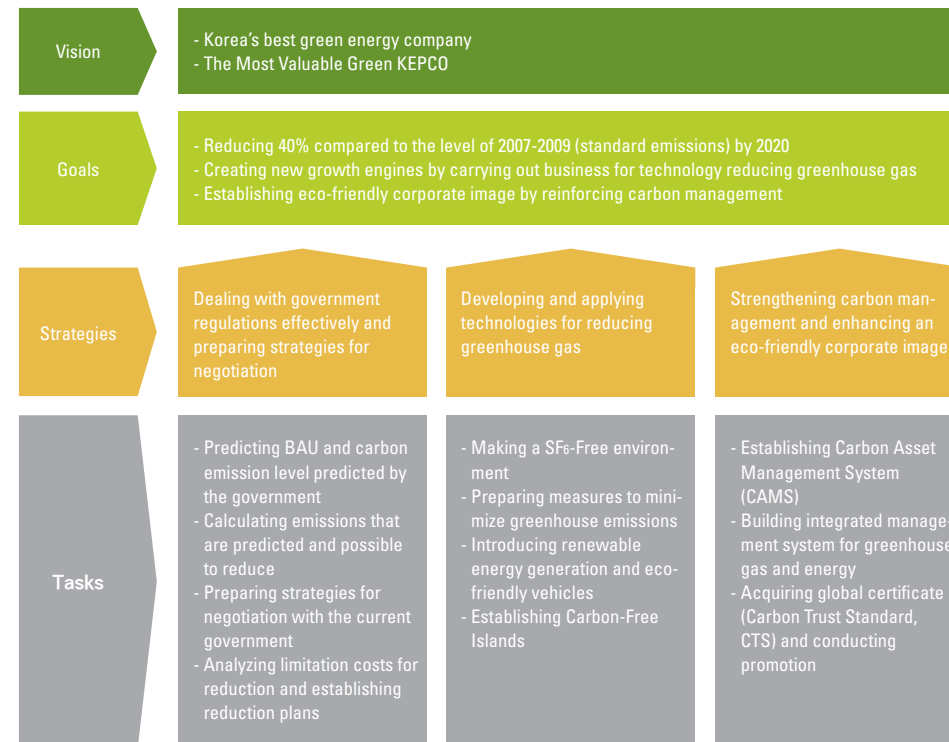 Vision
- Korea's best green energy company
- The Most Valuable Green KEPCO
Goals
- Reducing 40% compared to the level of 2007-2009 (standard emissions) by 2020
- Creating new growth engines by carrying out business for technology reducing greenhouse gas
- Establishing eco-friendly corporate image by reinforcing carbon management
Strategies
Dealing with government
regulations effectively and
preparing strategies for
negotiation
Developing and applying
technologies for reducing
greenhouse gas
Strengthening carbon man-
agement and enhancing an
eco-friendly corporate image
Tasks
- Predicting BAU and carbon
emission level predicted by
the government
- Calculating emissions that
are predicted and possible
to reduce
- Preparing strategies for
negotiation with the current
government
- Analyzing limitation costs for
reduction and establishing
reduction plans
- Making a SF6-Free environ-
ment
- Preparing measures to mini-
mize greenhouse emissions
- Introducing renewable
energy generation and eco-
friendly vehicles
- Establishing Carbon-Free
Islands
- Establishing Carbon Asset
Management System
(CAMS)
- Building integrated manage-
ment system for greenhouse
gas and energy
- Acquiring global certificate
(Carbon Trust Standard,
CTS) and conducting
promotion